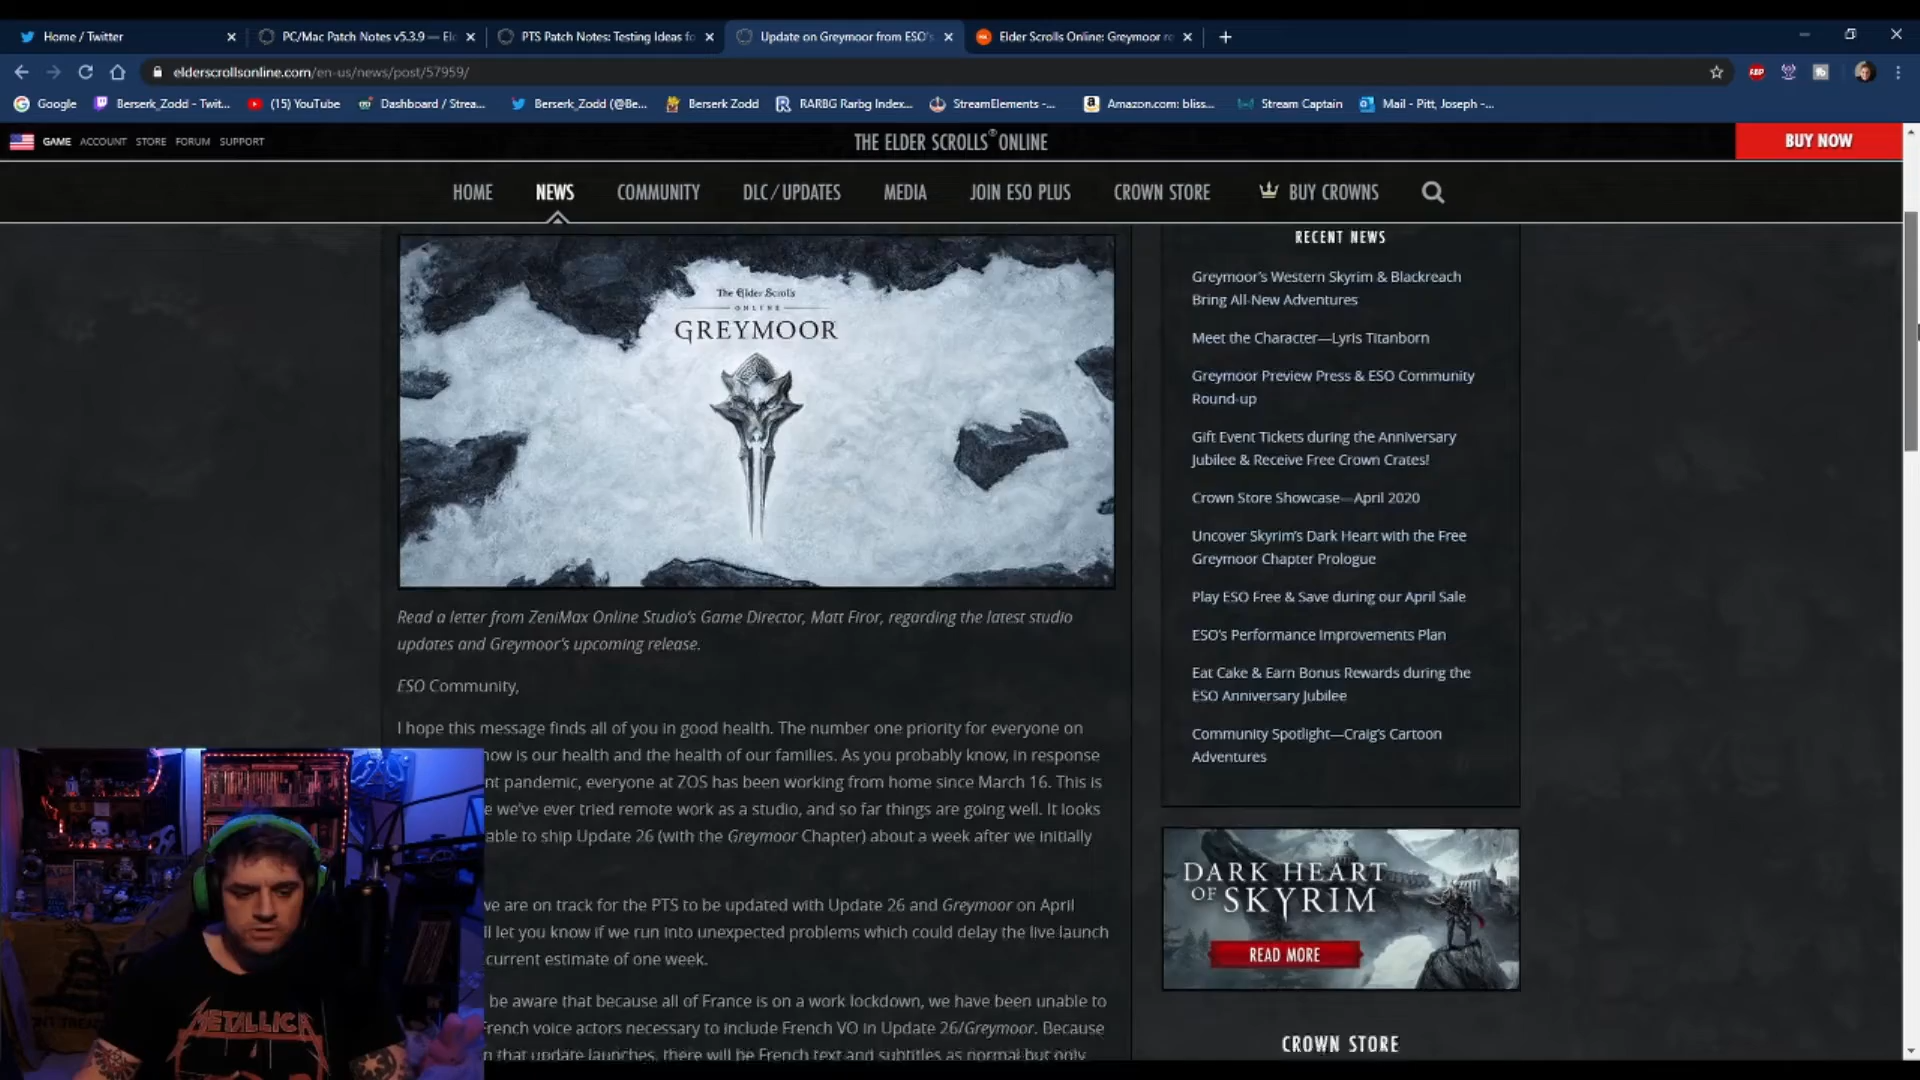 Home / Twitter
PC/Mac Patch Notes v5.3.9 — El
PTS Patch Notes: Testing Ideas fo
Update on Greymoor from ESO's
Elder Scrolls Online: Greymoor re
elderscrollsonline.com/en-us/news/post/57959/
ABP
Google
Berserk_Zodd - Twit...
(15) YouTube
Dashboard / Strea...
Berserk_Zodd (@Be...
Berserk Zodd
RARBG Rarbg Index...
StreamElements -...
Amazon.com: bliss...
Stream Captain
Mail - Pitt, Joseph -...
GAME ACCOUNT STORE FORUM SUPPORT
THE ELDER SCROLLS® ONLINE
BUY NOW
HOME NEWS COMMUNITY DLC / UPDATES MEDIA JOIN ESO PLUS CROWN STORE BUY CROWNS
The Elder Scrolls
ONLINE
GREYMOOR
Read a letter from ZeniMax Online Studio's Game Director, Matt Firor, regarding the latest studio
updates and Greymoor's upcoming release.
ESO Community,
I hope this message finds all of you in good health. The number one priority for everyone on
now is our health and the health of our families. As you probably know, in response
nt pandemic, everyone at ZOS has been working from home since March 16. This is
e we've ever tried remote work as a studio, and so far things are going well. It looks
able to ship Update 26 (with the Greymoor Chapter) about a week after we initially
we are on track for the PTS to be updated with Update 26 and Greymoor on April
ll let you know if we run into unexpected problems which could delay the live launch
current estimate of one week.
be aware that because all of France is on a work lockdown, we have been unable to
French voice actors necessary to include French VO in Update 26/Greymoor. Because
n that update launches, there will be French text and subtitles as normal but only
RECENT NEWS
Greymoor's Western Skyrim & Blackreach
Bring All-New Adventures
Meet the Character—Lyris Titanborn
Greymoor Preview Press & ESO Community
Round-up
Gift Event Tickets during the Anniversary
Jubilee & Receive Free Crown Crates!
Crown Store Showcase—April 2020
Uncover Skyrim's Dark Heart with the Free
Greymoor Chapter Prologue
Play ESO Free & Save during our April Sale
ESO's Performance Improvements Plan
Eat Cake & Earn Bonus Rewards during the
ESO Anniversary Jubilee
Community Spotlight—Craig's Cartoon
Adventures
DARK HEART
OF SKYRIM
READ MORE
CROWN STORE
METALLICA